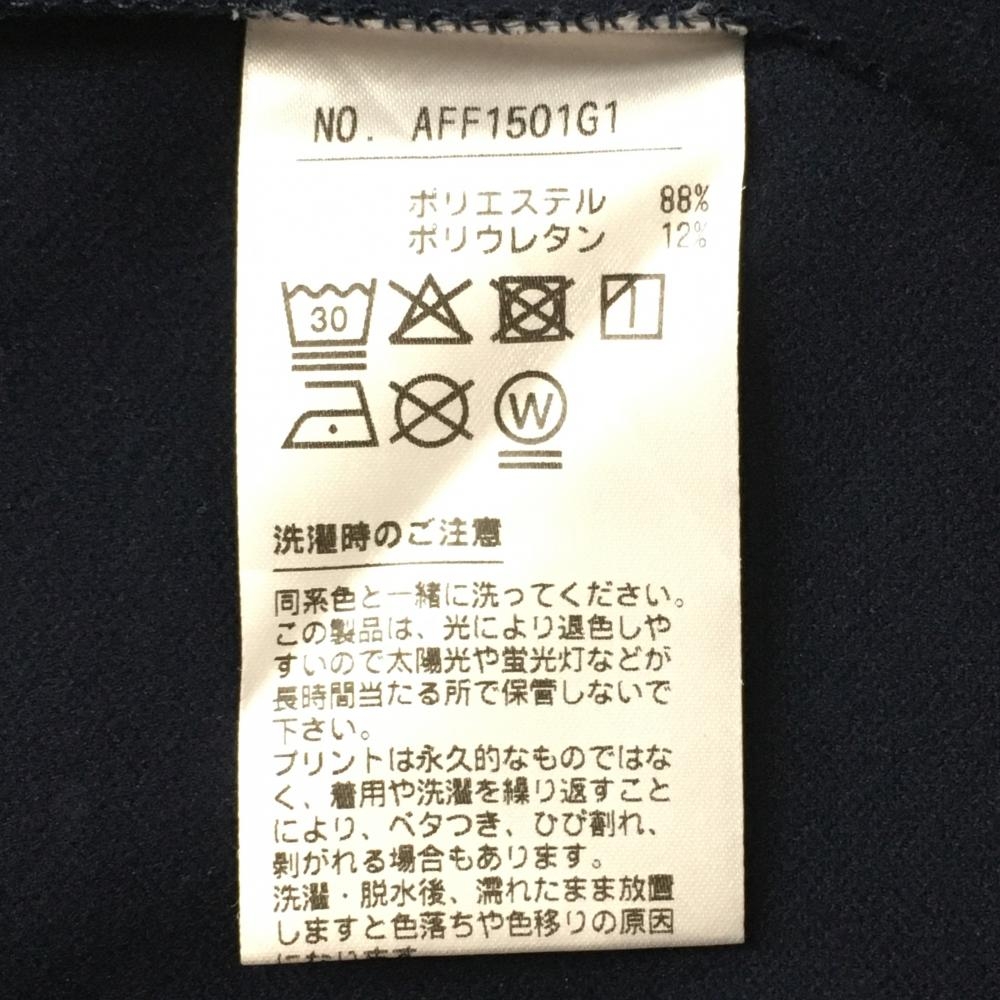 NO. AFF1501G1
ポリエステル 88%
ポリウレタン 12%
30
W
洗濯時のご注意
同系色と一緒に洗ってください。
この製品は、光により退色しや
すいので太陽光や蛍光灯などが
長時間当たる所で保管しないで
下さい。
プリントは永久的なものではな
く、着用や洗濯を繰り返すこと
により、ベタつき、ひび割れ、
剥がれる場合もあります。
洗濯・脱水後、濡れたまま放置
しますと色落ちや色移りの原因
になります